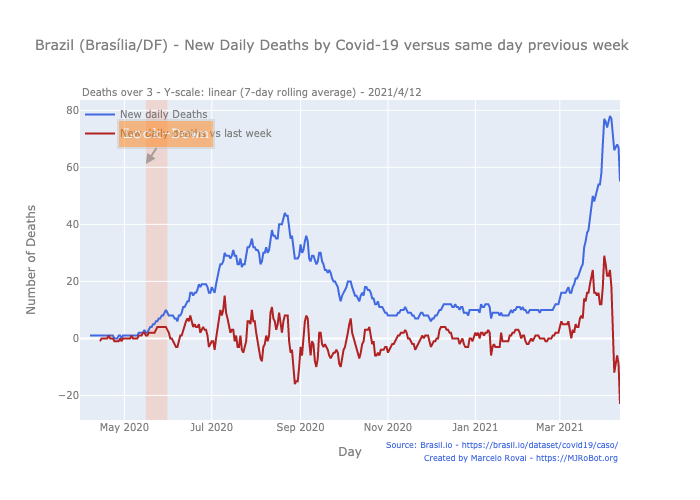 Brazil (Brasília/DF) - New Daily Deaths by Covid-19 versus same day previous week
Deaths over 3 - Y-scale: linear (7-day rolling average) - 2021/4/12
New daily Deaths
New daily Deaths vs last week
80
60
40
20
0
−20
Number of Deaths
May 2020
Jul 2020
Sep 2020
Nov 2020
Jan 2021
Mar 2021
Day
Source: Brasil.io - https://brasil.io/dataset/covid19/caso/
Created by Marcelo Rovai - https://MJRoBot.org